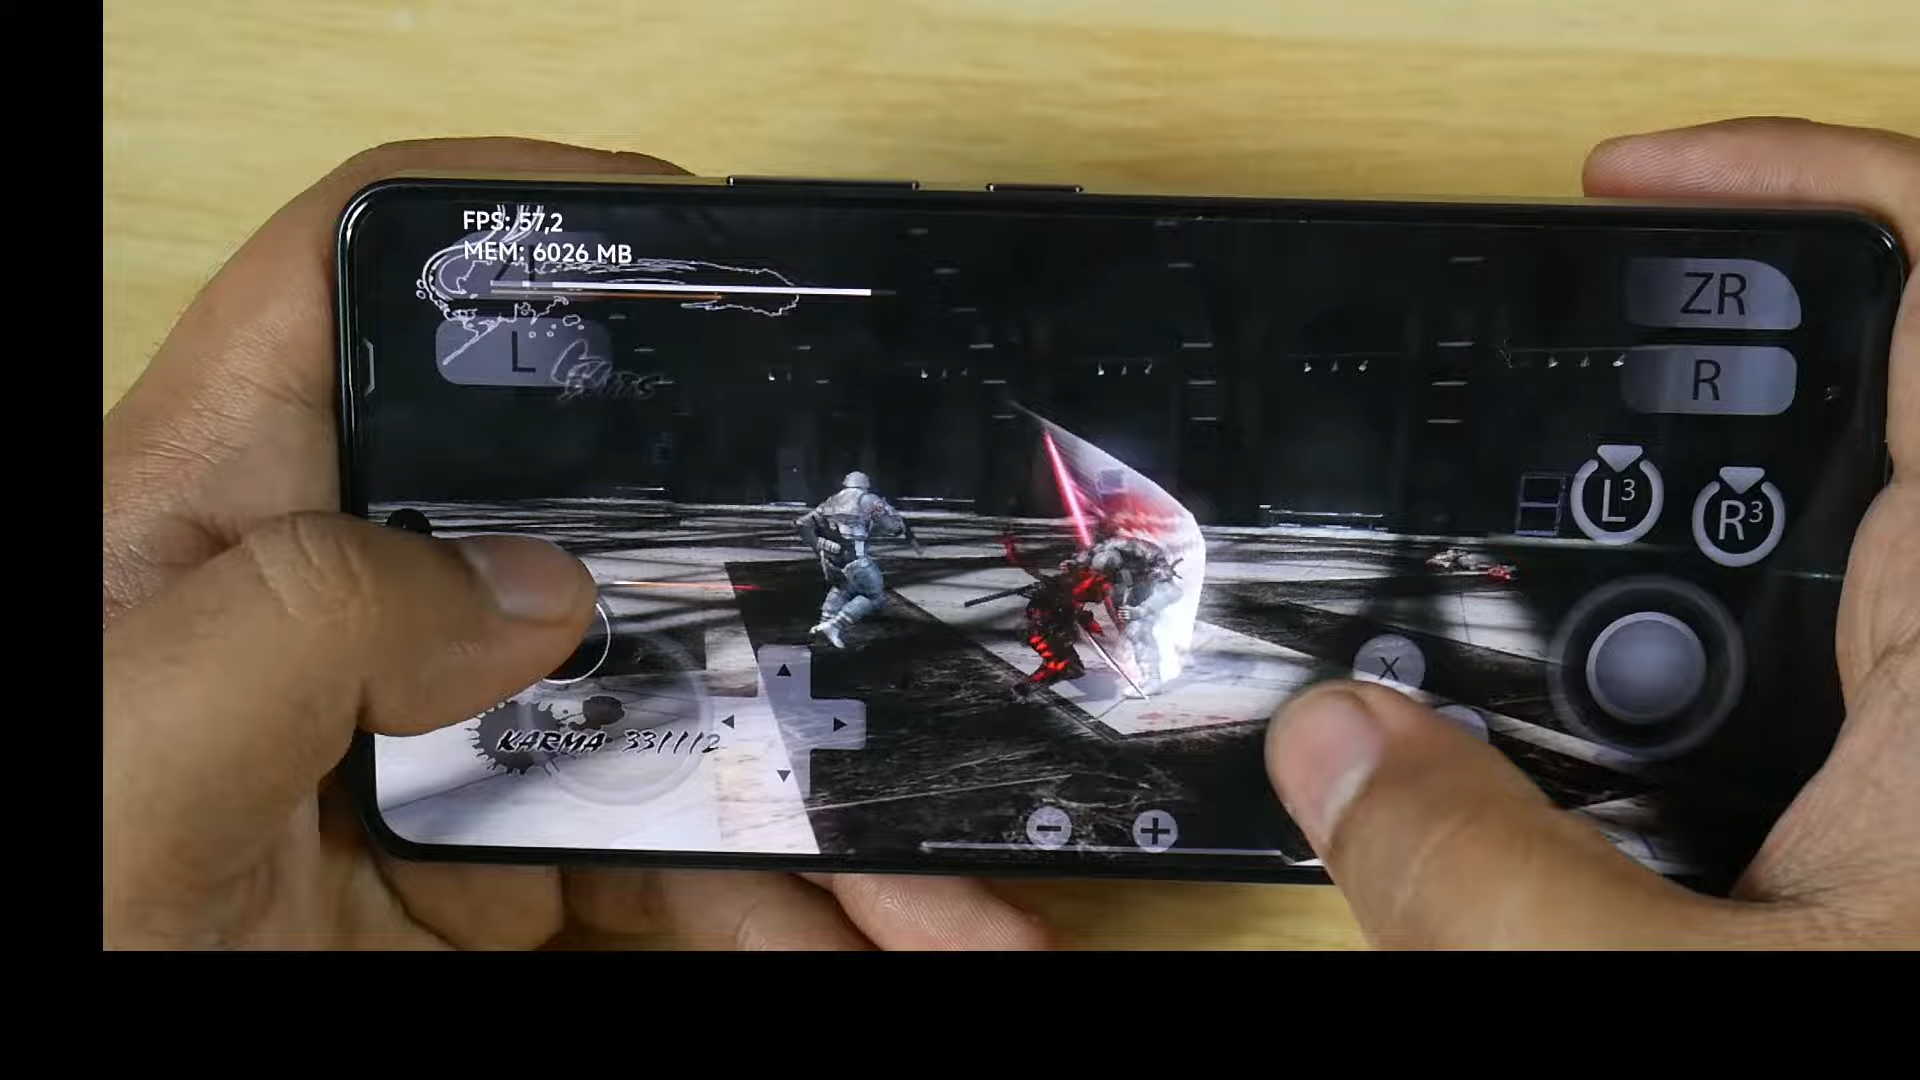 FPS: 57,2
MEM: 6026 MB
ZR
L
R
L3
R3
X
KARMA 331112